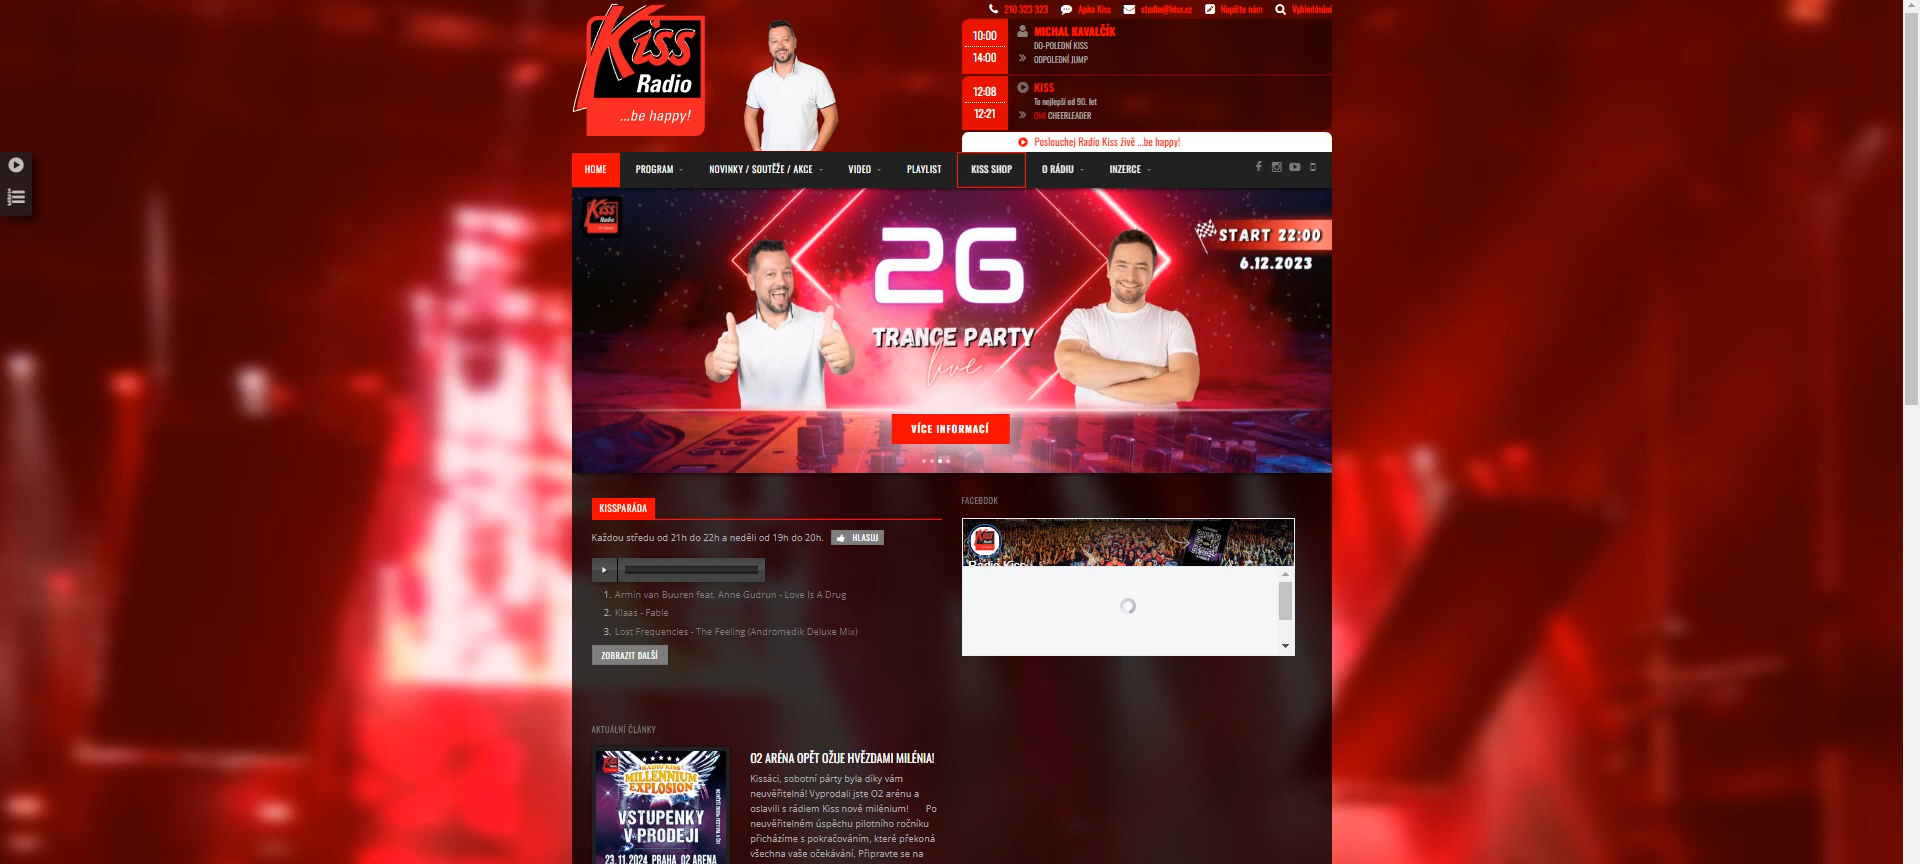 Kiss
Radio
...be happy!
210 323 323
Apka Kiss
studio@kiss.cz
Napište nám
Vyhledávání
10:00
14:00
MICHAL KAVALČÍK
DO-POLEDNÍ KISS
ODPOLEDNÍ JUMP
12:08
12:21
KISS
To nejlepší od 90. let
OMI CHEERLEADER
Poslouchej Radio Kiss živě ...be happy!
HOME
PROGRAM
NOVINKY / SOUTĚŽE / AKCE
VIDEO
PLAYLIST
KISS SHOP
O RÁDIU
INZERCE
Kiss
Radio
26
TRANCE PARTY
live
START 22:00
6.12.2023
VÍCE INFORMACÍ
KISSPARÁDA
Každou středu od 21h do 22h a neděli od 19h do 20h.
HLASUJ
1. Armin van Buuren feat. Anne Gudrun - Love Is A Drug
2. Klaas - Fable
3. Lost Frequencies - The Feeling (Andromedik Deluxe Mix)
ZOBRAZIT DALŠÍ
FACEBOOK
Radio Kiss
AKTUÁLNÍ ČLÁNKY
RADIO KISS
MILLENNIUM
EXPLOSION
VSTUPENKY
V PRODEJI
23.11.2024 PRAHA O2 ARENA
O2 ARÉNA OPĚT OŽIJE HVĚZDAMI MILÉNIA!
Kissáci, sobotní párty byla díky vám
neuvěřitelná! Vyprodali jste O2 arénu a
oslavili s rádiem Kiss nové milénium! Po
neuvěřitelném úspěchu pilotního ročníku
přicházíme s pokračováním, které překoná
všechna vaše očekávání. Připravte se na